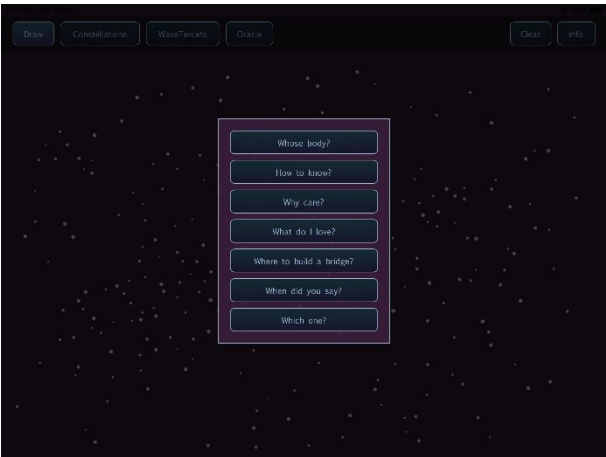 Draw
Constellations
WaveTercets
Oracle
Clear
Info
Whose body?
How to know?
Why care?
What do I love?
Where to build a bridge?
When did you say?
Which one?